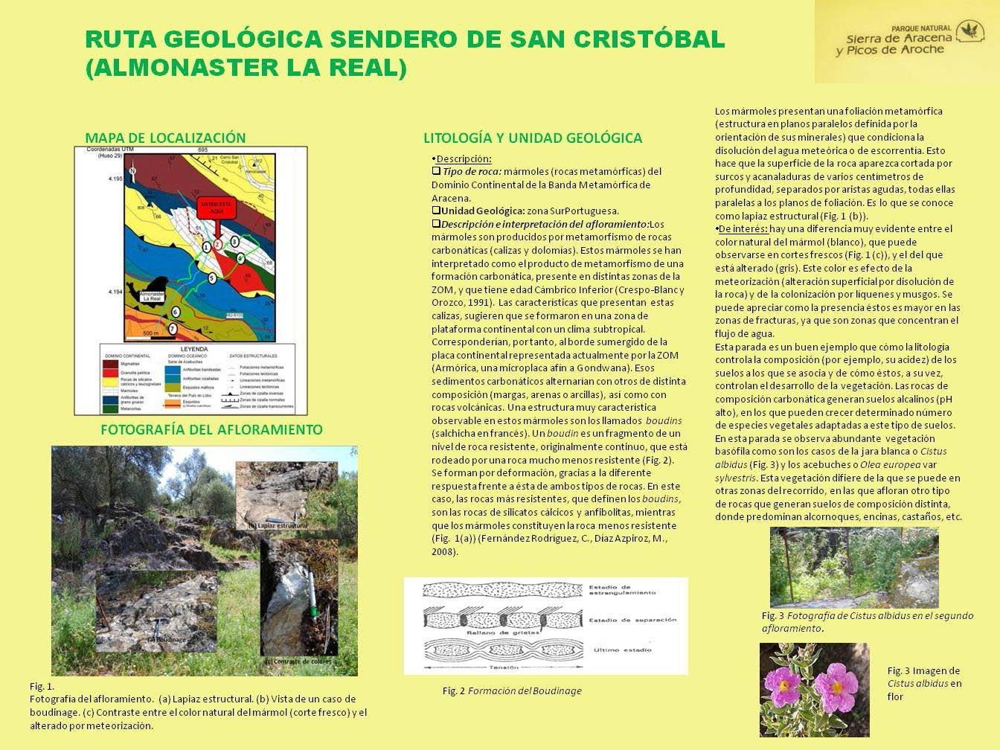 RUTA GEOLÓGICA SENDERO DE SAN CRISTÓBAL
(ALMONASTER LA REAL)
PARQUE NATURAL
Sierra de Aracena
y Picos de Aroche
MAPA DE LOCALIZACIÓN
Coordenadas UTM
(Huso 29)
695
4.195
4.194
Cerro San
Cristóbal
912
Almonaster
USTED ESTÁ
AQUÍ
1
2
3
4
5
6
7
Almonaster
La Real
HU-8105
500 m
LEYENDA
DOMINIO CONTINENTAL
Migmatitas
Granulita pelítica
Rocas de silicatos
cálcicos y leucogneises
Mármoles
Anfibolitas de
grano grueso
Melanoritas
DOMINIO OCEÁNICO
Serie de Acebuches
Anfibolitas bandeadas
Anfibolitas cizalladas
Esquistos máficos
Terreno del Pulo do Lobo
Esquistos
DATOS ESTRUCTURALES
Foliaciones metamórficas
Foliaciones tectónicas
Lineaciones metamórficas
Lineaciones tectónicas
Zonas de cizalla inversas
Zonas de cizalla normales
Zonas de cizalla transcurrentes
FOTOGRAFÍA DEL AFLORAMIENTO
(b) Lapiaz estructural
(a) Boudinage
(c) Contraste de colores
Fig. 1.
Fotografía del afloramiento. (a) Lapiaz estructural. (b) Vista de un caso de
boudinage. (c) Contraste entre el color natural del mármol (corte fresco) y el
alterado por meteorización.
LITOLOGÍA Y UNIDAD GEOLÓGICA
•Descripción:
❑ Tipo de roca: mármoles (rocas metamórficas) del
Dominio Continental de la Banda Metamórfica de
Aracena.
❑Unidad Geológica: zona SurPortuguesa.
❑Descripción e interpretación del afloramiento:Los
mármoles son producidos por metamorfismo de rocas
carbonáticas (calizas y dolomías). Estos mármoles se han
interpretado como el producto de metamorfismo de una
formación carbonática, presente en distintas zonas de la
ZOM, y que tiene edad Cámbrico Inferior (Crespo-Blanc y
Orozco, 1991). Las características que presentan estas
calizas, sugieren que se formaron en una zona de
plataforma continental con un clima subtropical.
Corresponderían, por tanto, al borde sumergido de la
placa continental representada actualmente por la ZOM
(Armórica, una microplaca afín a Gondwana). Esos
sedimentos carbonáticos alternarían con otros de distinta
composición (margas, arenas o arcillas), así como con
rocas volcánicas. Una estructura muy característica
observable en estos mármoles son los llamados boudins
(salchicha en francés). Un boudin es un fragmento de un
nivel de roca resistente, originalmente continuo, que está
rodeado por una roca mucho menos resistente (Fig. 2).
Se forman por deformación, gracias a la diferente
respuesta frente a ésta de ambos tipos de rocas. En este
caso, las rocas más resistentes, que definen los boudins,
son las rocas de silicatos cálcicos y anfibolitas, mientras
que los mármoles constituyen la roca menos resistente
(Fig. 1(a)) (Fernández Rodríguez, C., Díaz Azpiroz, M.,
2008).
Estadio de
estrangulamiento
Estadio de separación
Relleno de grietas
Ultimo estadio
Tensión
Fig. 2 Formación del Boudinage
Los mármoles presentan una foliación metamórfica
(estructura en planos paralelos definida por la
orientación de sus minerales) que condiciona la
disolución del agua meteórica o de escorrentía. Esto
hace que la superficie de la roca aparezca cortada por
surcos y acanaladuras de varios centímetros de
profundidad, separados por aristas agudas, todas ellas
paralelas a los planos de foliación. Es lo que se conoce
como lapiaz estructural (Fig. 1 (b)).
•De interés: hay una diferencia muy evidente entre el
color natural del mármol (blanco), que puede
observarse en cortes frescos (Fig. 1 (c)), y el del que
está alterado (gris). Este color es efecto de la
meteorización (alteración superficial por disolución de
la roca) y de la colonización por líquenes y musgos. Se
puede apreciar como la presencia éstos es mayor en las
zonas de fracturas, ya que son zonas que concentran el
flujo de agua.
Esta parada es un buen ejemplo que cómo la litología
controla la composición (por ejemplo, su acidez) de los
suelos a los que se asocia y de cómo éstos, a su vez,
controlan el desarrollo de la vegetación. Las rocas de
composición carbonática generan suelos alcalinos (pH
alto), en los que pueden crecer determinado número
de especies vegetales adaptadas a este tipo de suelos.
En esta parada se observa abundante vegetación
basófila como son los casos de la jara blanca o Cistus
albidus (Fig. 3) y los acebuches o Olea europea var
sylvestris. Esta vegetación difiere de la que se puede en
otras zonas del recorrido, en las que afloran otro tipo
de rocas que generan suelos de composición distinta,
donde predominan alcornoques, encinas, castaños, etc.
Fig. 3 Fotografía de Cistus albidus en el segundo
afloramiento.
Fig. 3 Imagen de
Cistus albidus en
flor